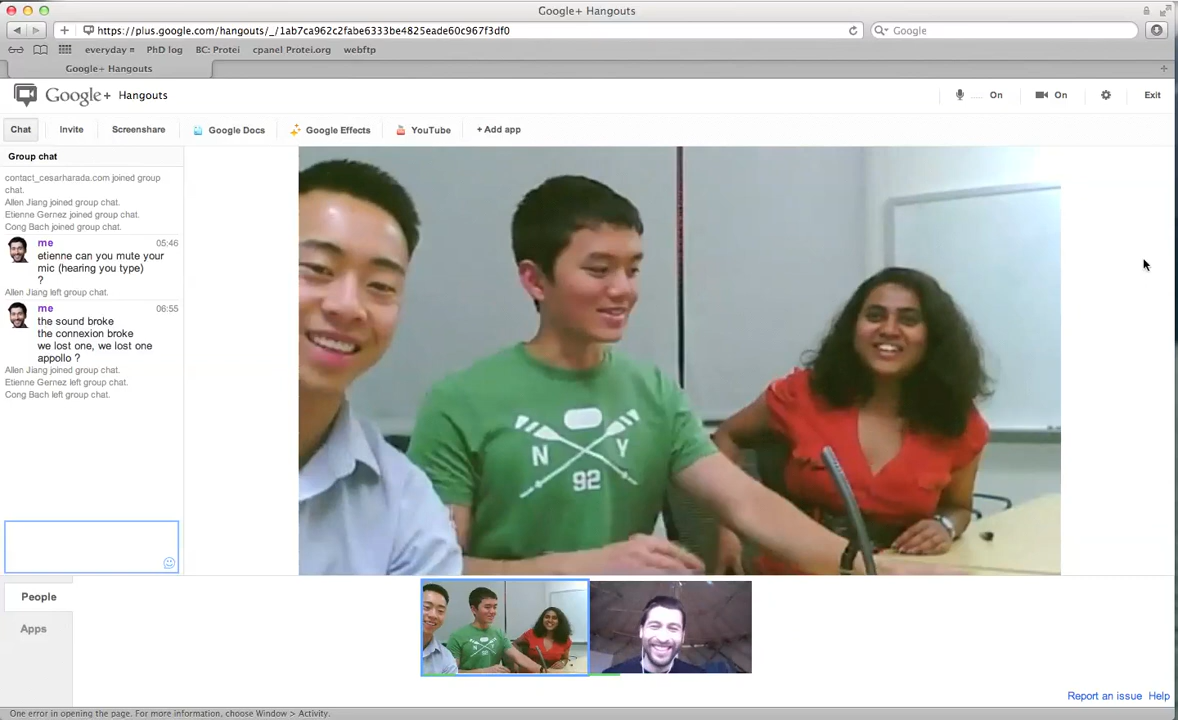 Google+ Hangouts
https://plus.google.com/hangouts/_/1ab7ca962c2fabe6333be4825eade60c967f3df0
Google
everyday
PhD log
BC: Protei
cpanel Protei.org
webftp
Google+ Hangouts
Google+ Hangouts
On
On
Exit
Chat
Invite
Screenshare
Google Docs
Google Effects
YouTube
+ Add app
Group chat
contact_cesarharada.com joined group
chat.
Allen Jiang joined group chat.
Etienne Gernez joined group chat.
Cong Bach joined group chat.
me 05:46
etienne can you mute your
mic (hearing you type)
?
Allen Jiang left group chat.
me 06:55
the sound broke
the connexion broke
we lost one, we lost one
appollo ?
Allen Jiang joined group chat.
Etienne Gernez left group chat.
Cong Bach left group chat.
N Y
92
People
Apps
Report an issue Help
One error in opening the page. For more information, choose Window > Activity.